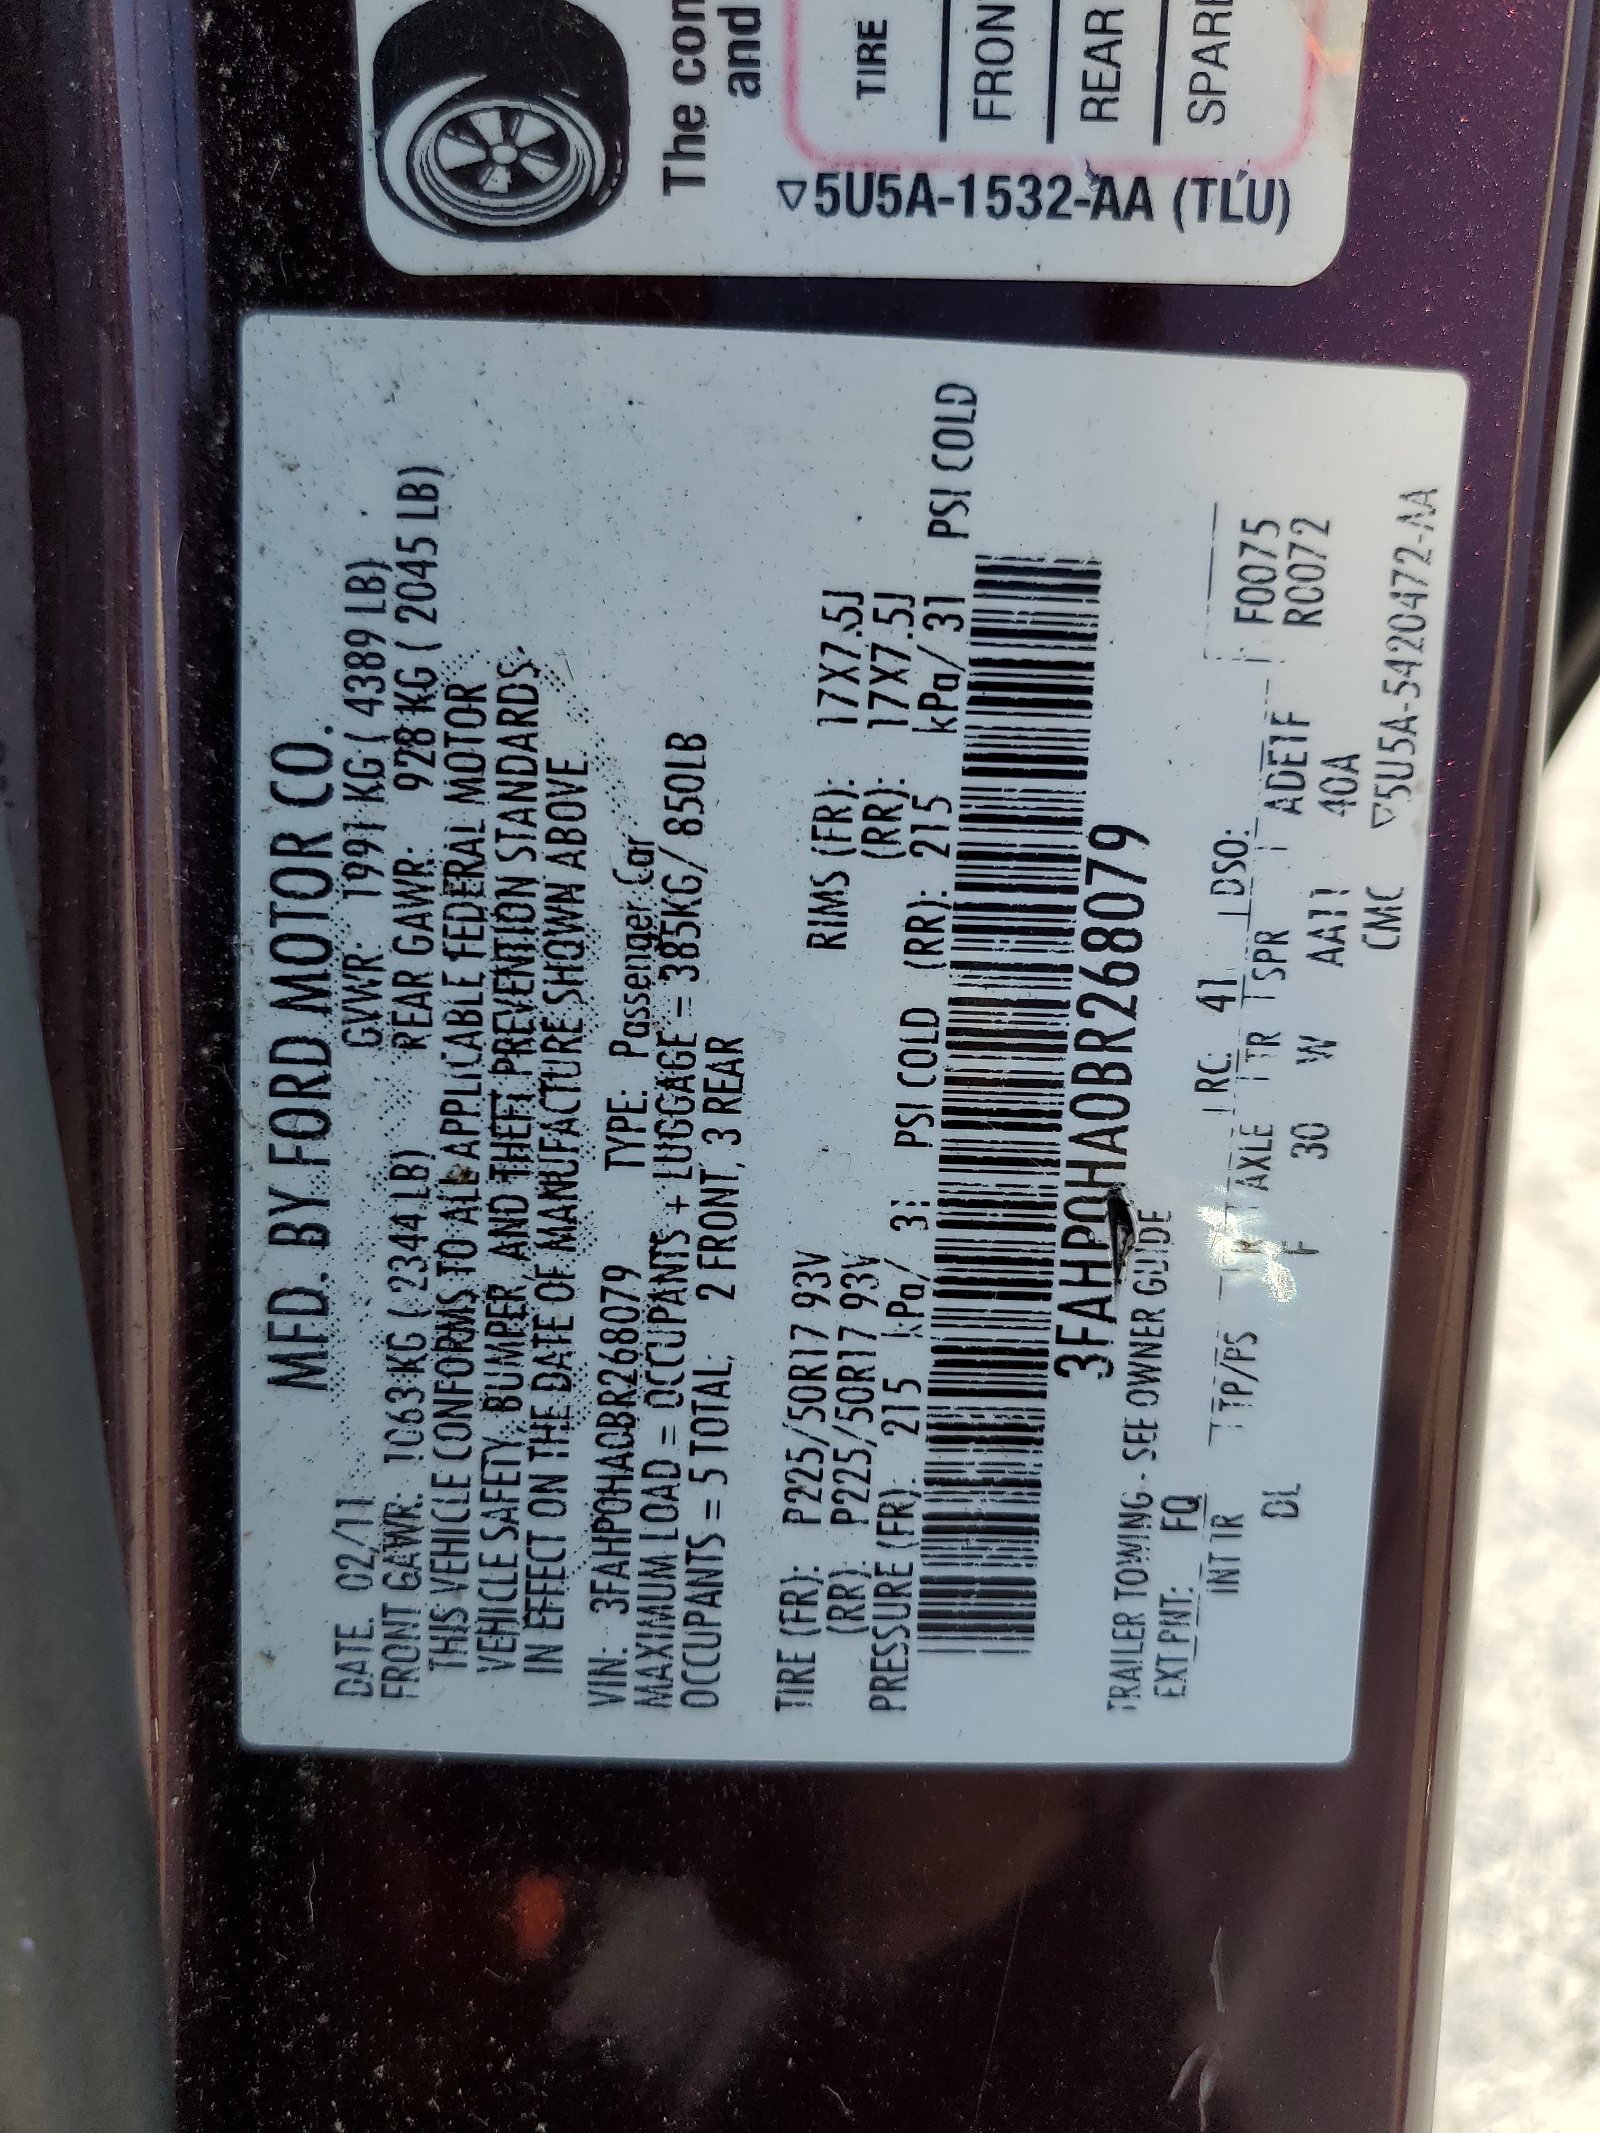 MFD. BY FORD MOTOR CO.
DATE: 02/11 GVWR: 1991 KG ( 4389 LB)
FRONT GAWR: 1063 KG ( 2344 LB) REAR GAWR: 928 KG ( 2045 LB)
THIS VEHICLE CONFORMS TO ALL APPLICABLE FEDERAL MOTOR
VEHICLE SAFETY, BUMPER, AND THEFT PREVENTION STANDARDS
IN EFFECT ON THE DATE OF MANUFACTURE SHOWN ABOVE.
VIN: 3FAHP0HA0BR268079 TYPE: Passenger Car
MAXIMUM LOAD = OCCUPANTS + LUGGAGE = 385KG/ 850LB
OCCUPANTS = 5 TOTAL, 2 FRONT, 3 REAR
TIRE (FR): P225/50R17 93V RIMS (FR): 17X7.5J
(RR): P225/50R17 93V (RR): 17X7.5J
PRESSURE (FR): 215 kPa/ 31 PSI COLD (RR): 215 kPa/ 31 PSI COLD
3FAHP0HA0BR268079
TRAILER TOWING - SEE OWNER GUIDE
EXT PNT: FQ RC: 41 DSO:
INT TR TP/PS AXLE TR SPR ADE1F F0075
DL F 30 W AA11 40A R0072
CMC ▽5U5A-5420472-AA
The con
and
TIRE
FRON
REAR
SPARE
▽5U5A-1532-AA (TLU)